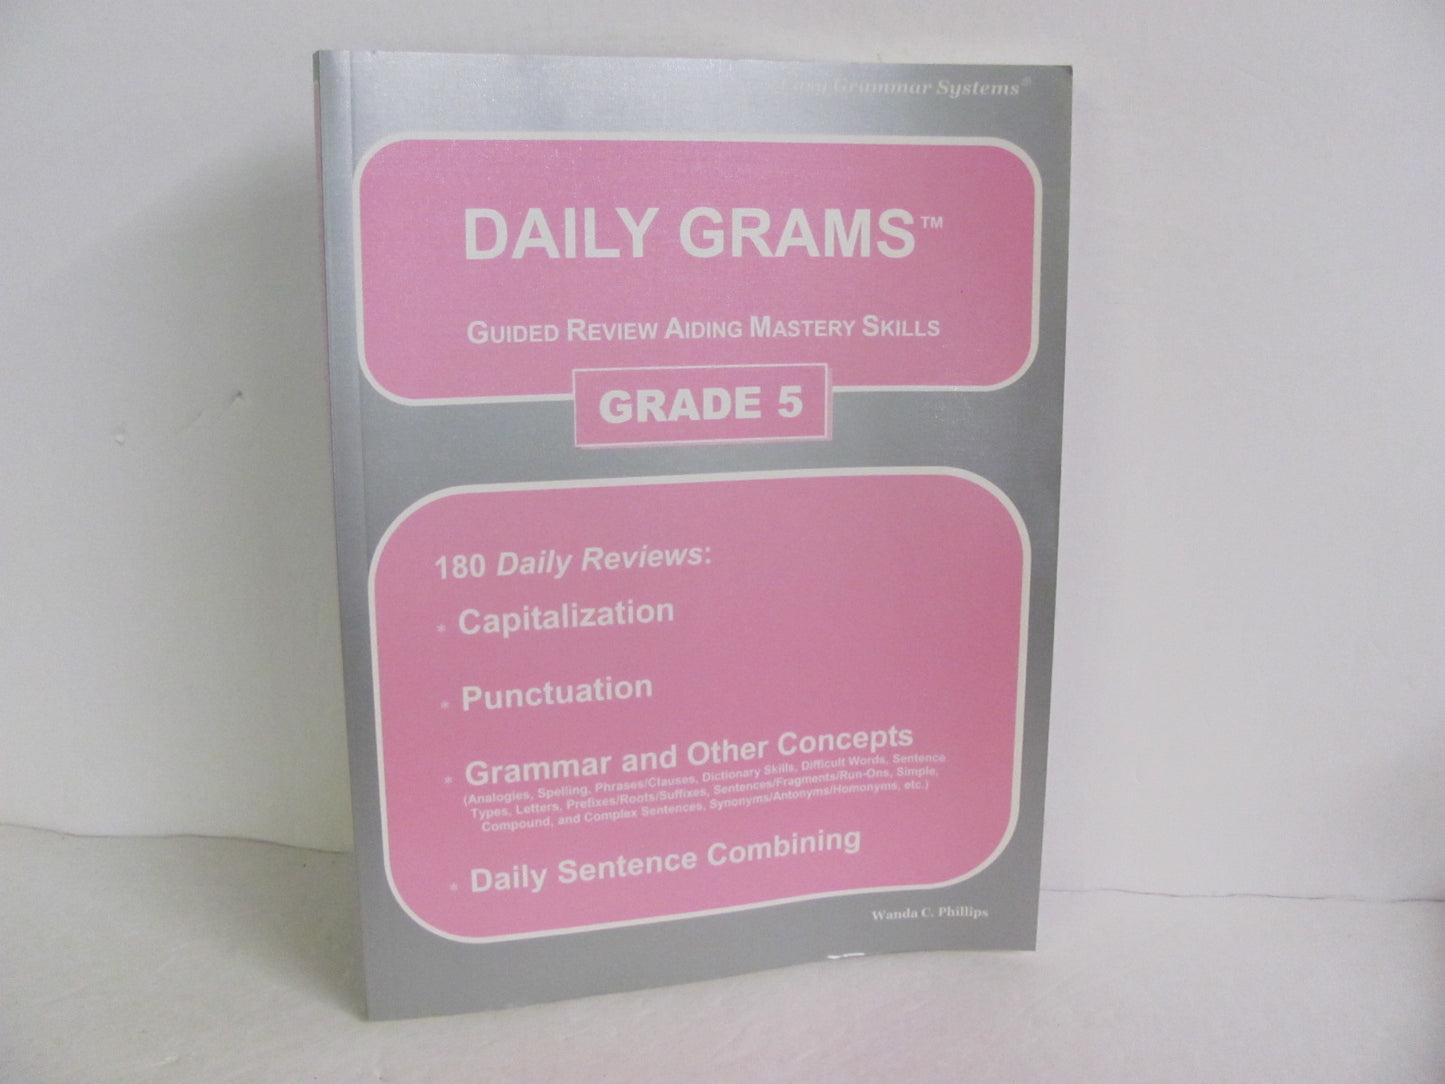 Easy Grammar Systems®
DAILY GRAMS™
GUIDED REVIEW AIDING MASTERY SKILLS
GRADE 5
180 Daily Reviews:
* Capitalization
* Punctuation
* Grammar and Other Concepts
(Analogies, Spelling, Phrases/Clauses, Dictionary Skills, Difficult Words, Sentence
Types, Letters, Prefixes/Roots/Suffixes, Sentences/Fragments/Run-Ons, Simple,
Compound, and Complex Sentences, Synonyms/Antonyms/Homonyms, etc.)
* Daily Sentence Combining
Wanda C. Phillips